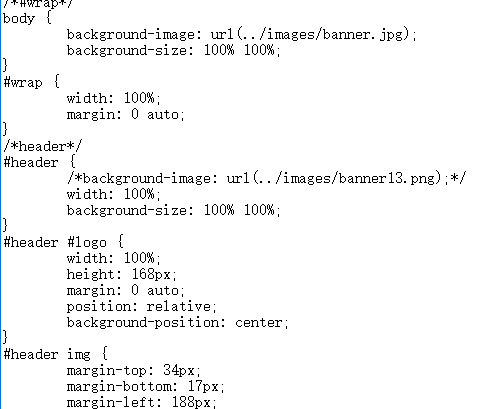 /*#wrap*/
body {
background-image: url(../images/banner.jpg);
background-size: 100% 100%;
}
#wrap {
width: 100%;
margin: 0 auto;
}
/*header*/
#header {
/*background-image: url(../images/banner13.png);*/
width: 100%;
background-size: 100% 100%;
}
#header #logo {
width: 100%;
height: 168px;
margin: 0 auto;
position: relative;
background-position: center;
}
#header img {
margin-top: 34px;
margin-bottom: 17px;
margin-left: 188px;